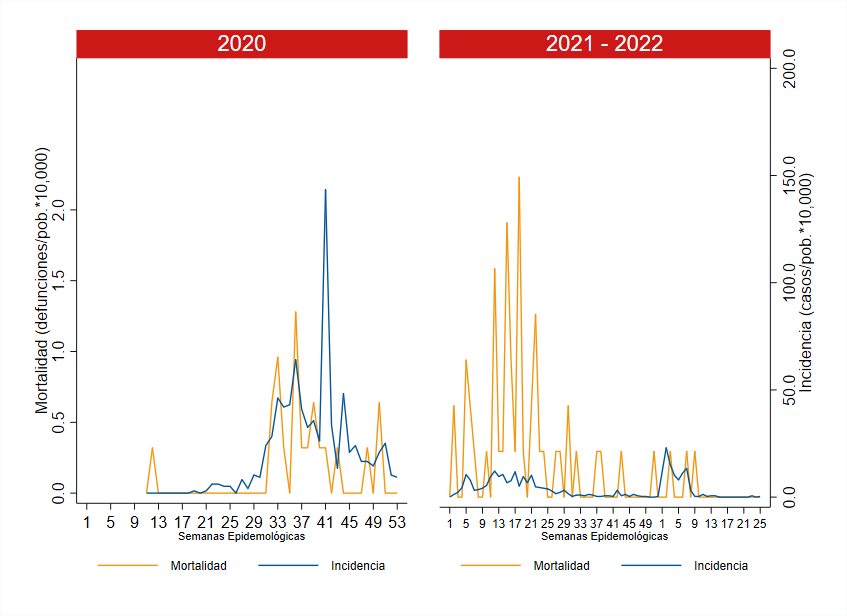 2020
2021 - 2022
Mortalidad (defunciones/pob.*10,000)
0.0 0.5 1.0 1.5 2.0
Incidencia (casos/pob.*10,000)
0.0 50.0 100.0 150.0 200.0
1 5 9 13 17 21 25 29 33 37 41 45 49 53
Semanas Epidemológicas
Mortalidad Incidencia
1 5 9 13 17 21 25 29 33 37 41 45 49 1 5 9 13 17 21 25
Semanas Epidemológicas
Mortalidad Incidencia